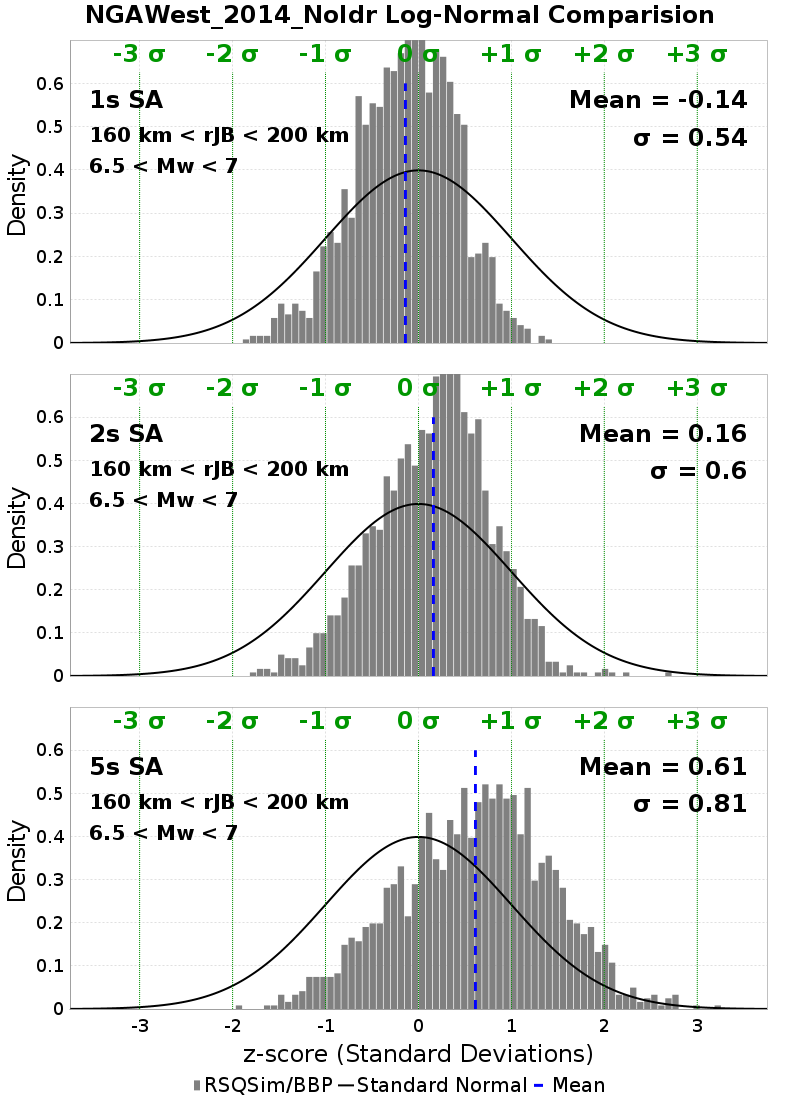 NGAWest_2014_NoIdr Log-Normal Comparision
-3 σ -2 σ -1 σ 0 σ +1 σ +2 σ +3 σ
1s SA
Mean = -0.14
160 km < rJB < 200 km
σ = 0.54
6.5 < Mw < 7
0.6
0.5
0.4
0.3
0.2
0.1
0
Density
-3 σ -2 σ -1 σ 0 σ +1 σ +2 σ +3 σ
2s SA
Mean = 0.16
160 km < rJB < 200 km
σ = 0.6
6.5 < Mw < 7
0.6
0.5
0.4
0.3
0.2
0.1
0
Density
-3 σ -2 σ -1 σ 0 σ +1 σ +2 σ +3 σ
5s SA
Mean = 0.61
160 km < rJB < 200 km
σ = 0.81
6.5 < Mw < 7
0.6
0.5
0.4
0.3
0.2
0.1
0
Density
-3 -2 -1 0 1 2 3
z-score (Standard Deviations)
RSQSim/BBP Standard Normal Mean